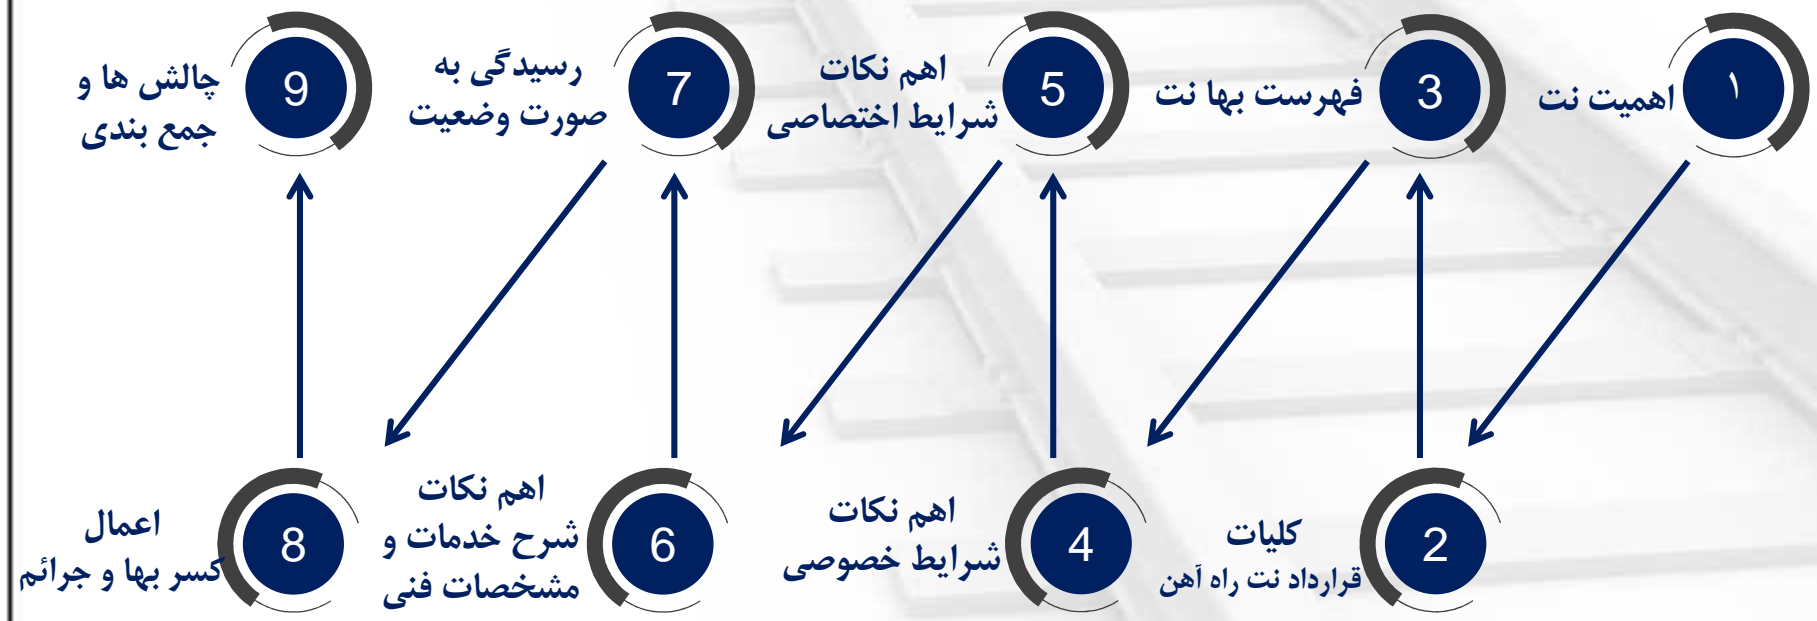 ۱
اهمیت نت
2
کلیات
قرارداد نت راه آهن
3
فهرست بها نت
4
اهم نکات
شرایط خصوصی
5
اهم نکات
شرایط اختصاصی
6
اهم نکات
شرح خدمات و
مشخصات فنی
7
رسیدگی به
صورت وضعیت
8
اعمال
کسر بها و جرائم
9
چالش ها و
جمع بندی